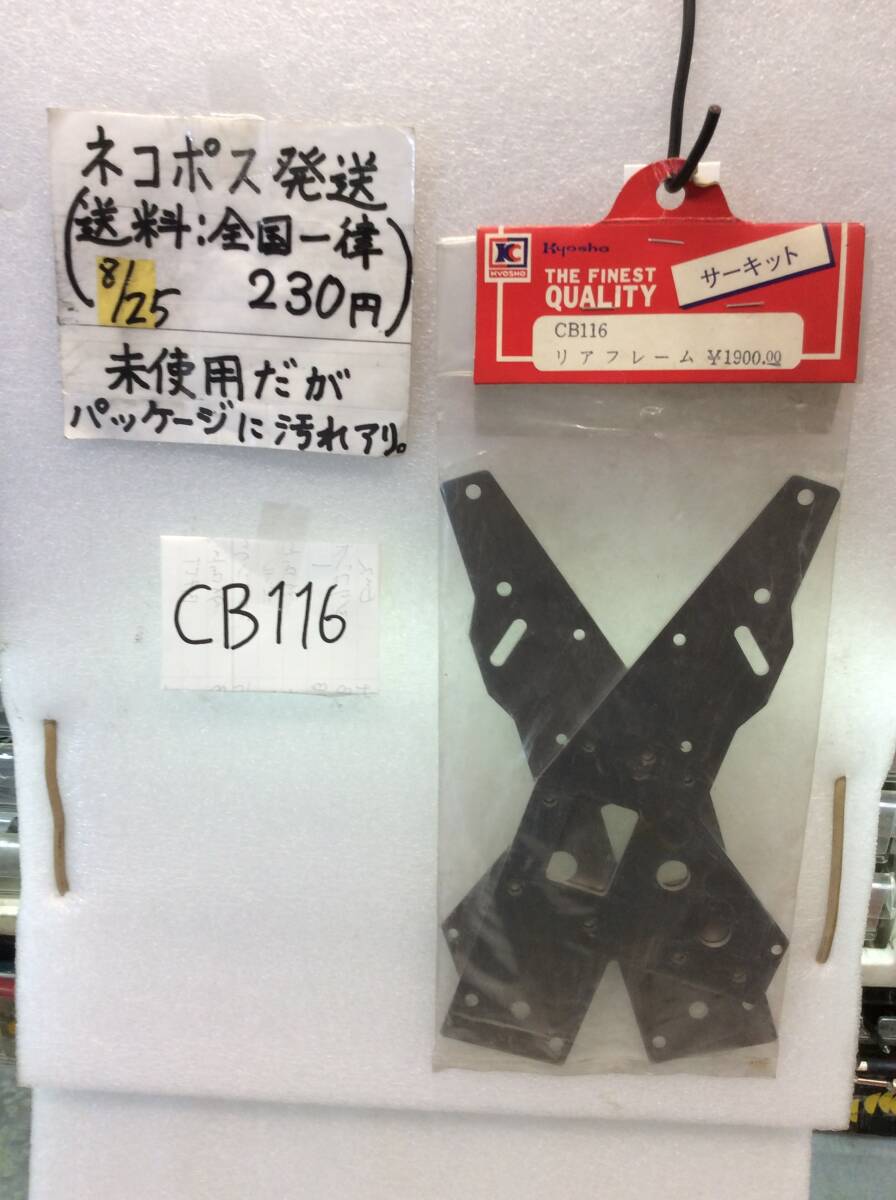 ネコポス発送
(送料:全国一律
8/25 230円)
未使用だが
パッケージに汚れアリ。
CB116
KC
KYOSHO
Kyosho
THE FINEST
QUALITY
サーキット
CB116
リアフレーム ¥1900.00